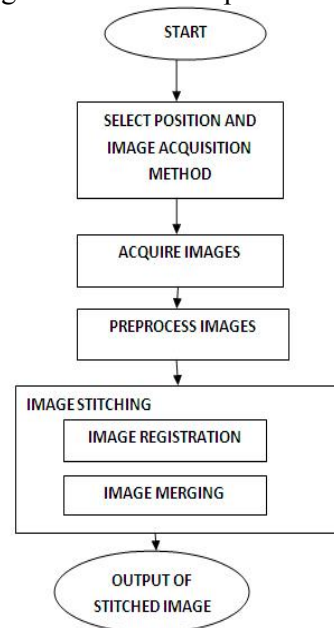 START
SELECT POSITION AND
IMAGE ACQUISITION
METHOD
ACQUIRE IMAGES
PREPROCESS IMAGES
IMAGE STITCHING
IMAGE REGISTRATION
IMAGE MERGING
OUTPUT OF
STITCHED IMAGE